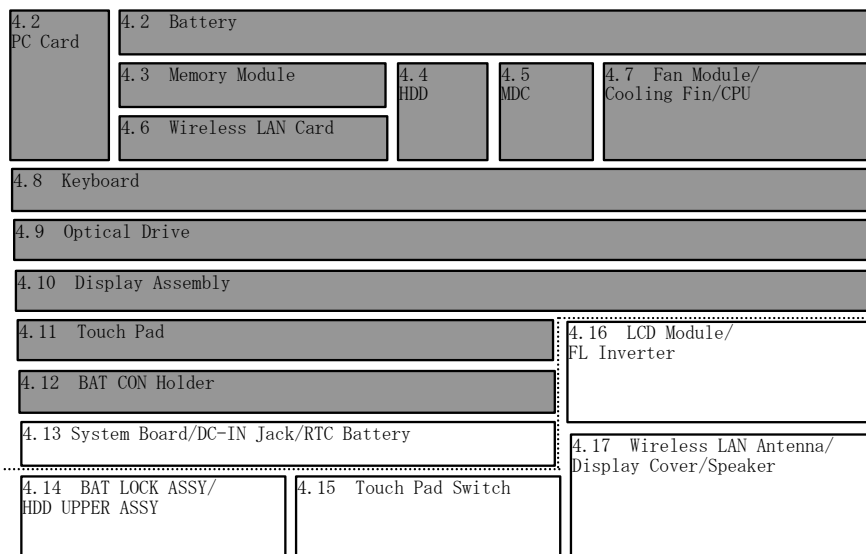 4.2
PC Card
4.2 Battery
4.3 Memory Module
4.4
HDD
4.5
MDC
4.7 Fan Module/
Cooling Fin/CPU
4.6 Wireless LAN Card
4.8 Keyboard
4.9 Optical Drive
4.10 Display Assembly
4.11 Touch Pad
4.16 LCD Module/
FL Inverter
4.12 BAT CON Holder
4.13 System Board/DC-IN Jack/RTC Battery
4.17 Wireless LAN Antenna/
Display Cover/Speaker
4.14 BAT LOCK ASSY/
HDD UPPER ASSY
4.15 Touch Pad Switch